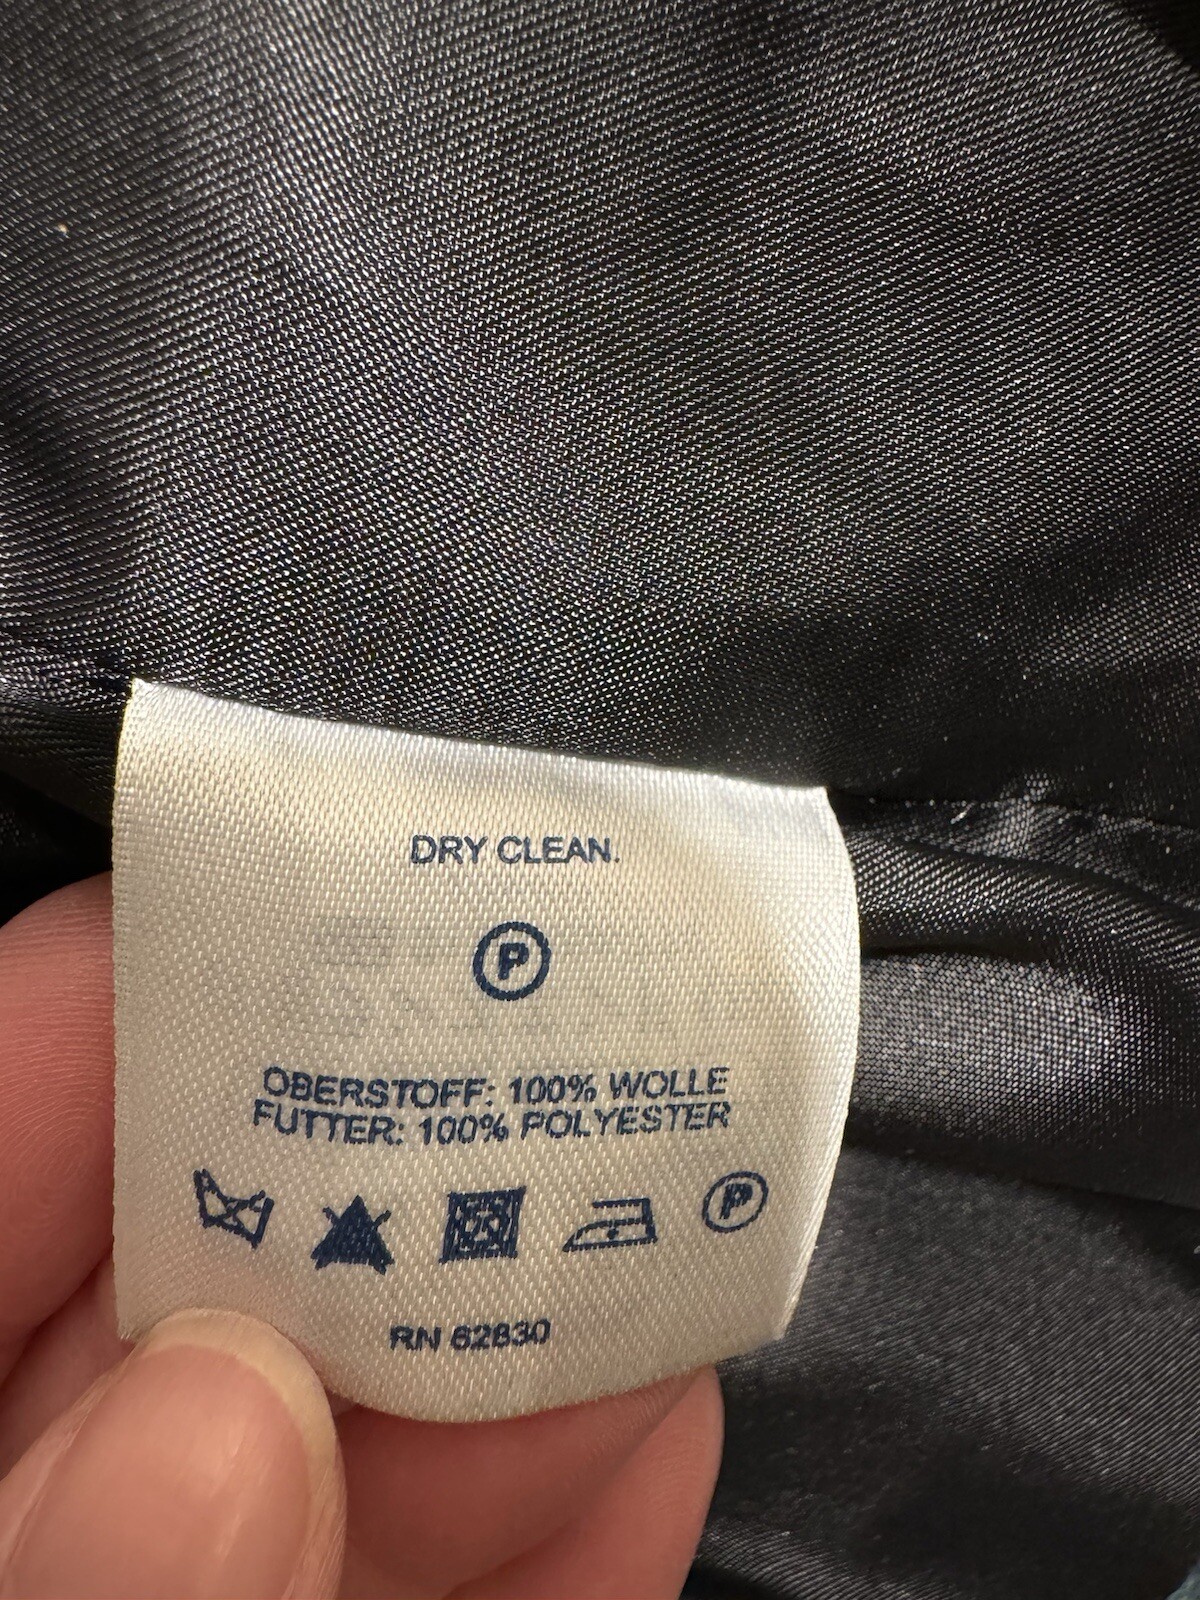 DRY CLEAN.
P
OBERSTOFF: 100% WOLLE
FUTTER: 100% POLYESTER
P
RN 62830